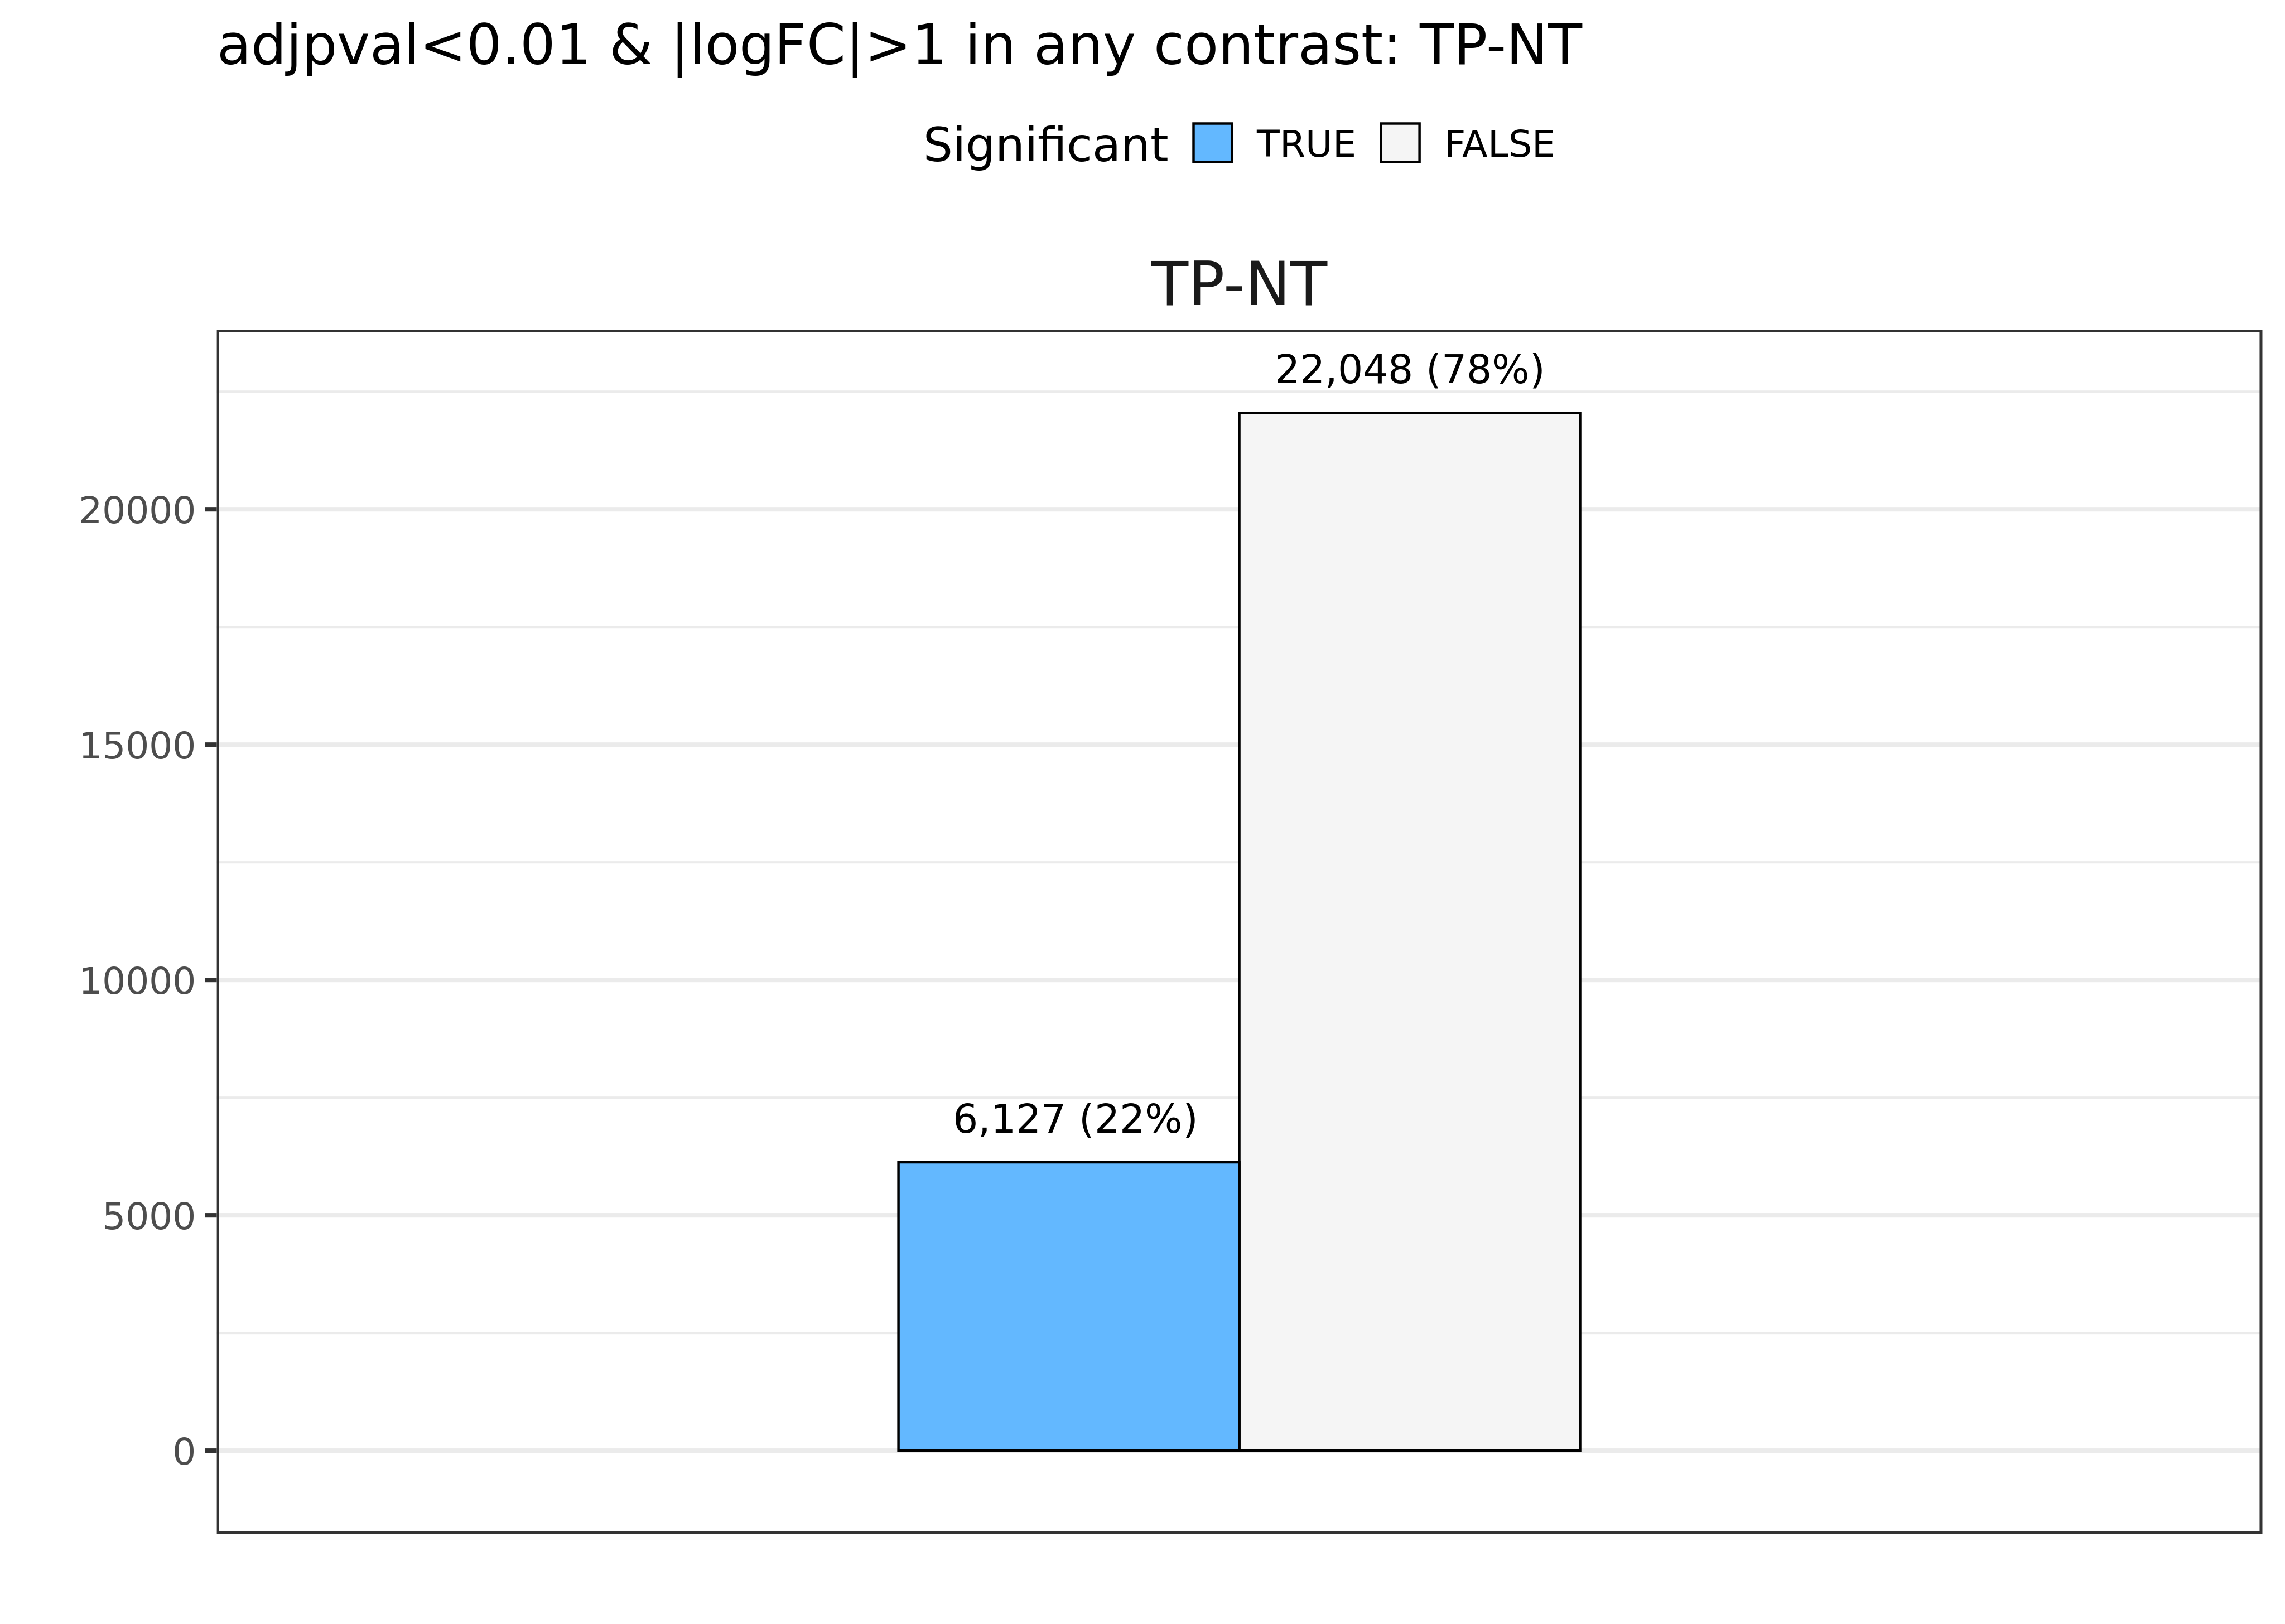 adjpval<0.01 & |logFC|>1 in any contrast: TP-NT
Significant TRUE FALSE
TP-NT
22,048 (78%)
20000
15000
10000
6,127 (22%)
5000
0